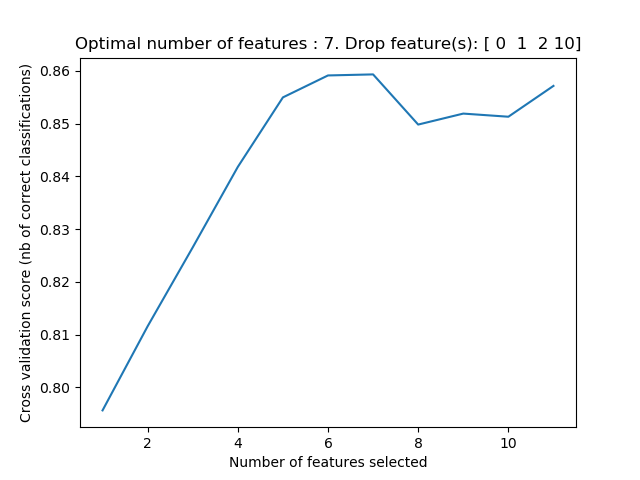 Optimal number of features : 7. Drop feature(s): [ 0  1  2 10]
Cross validation score (nb of correct classifications)
0.86
0.85
0.84
0.83
0.82
0.81
0.80
2 4 6 8 10
Number of features selected